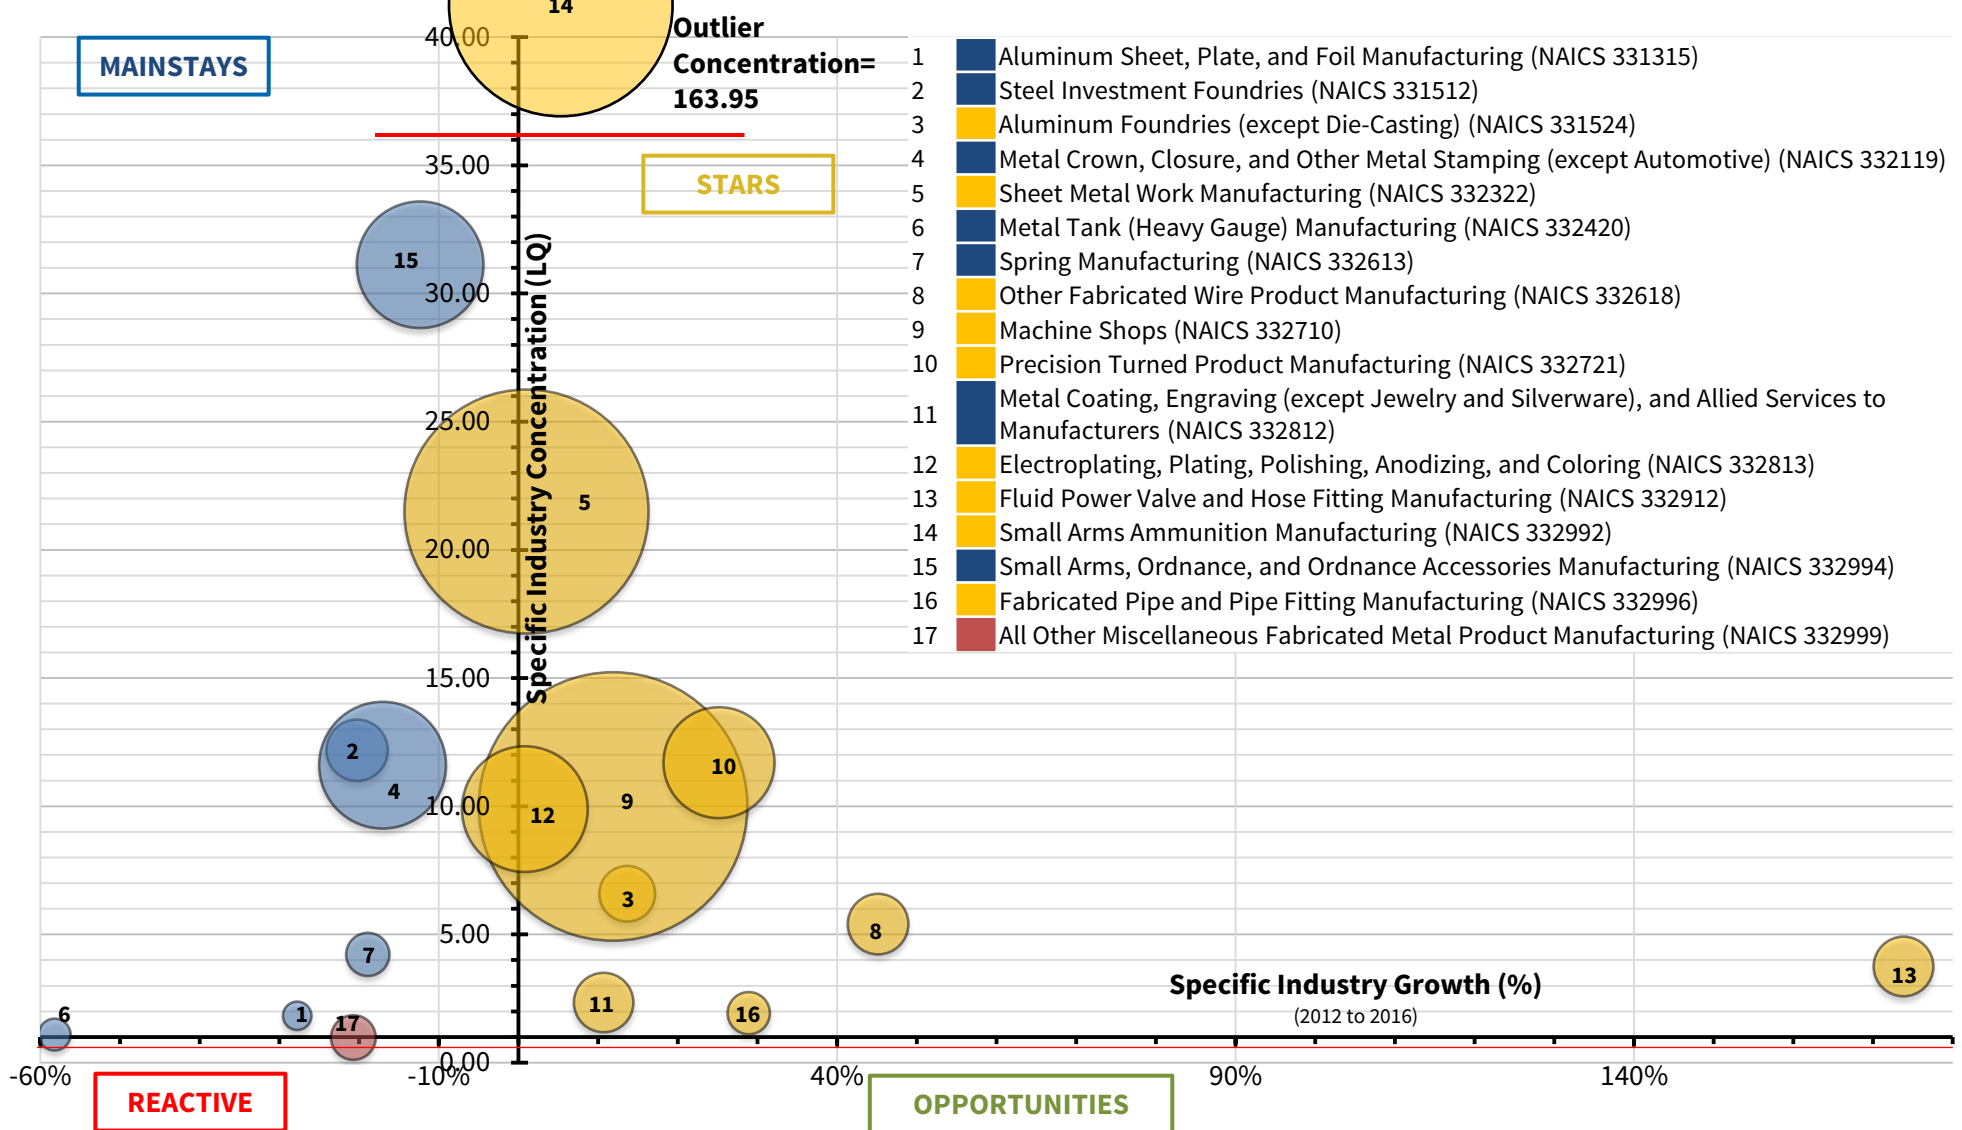 14
Outlier
Concentration=
163.95
40.00
MAINSTAYS
35.00
STARS
15
30.00
Specific Industry Concentration (LQ)
25.00
5
20.00
15.00
2
4
10.00
12
9
10
3
8
5.00
7
13
11
16
6
1
17
Specific Industry Growth (%)
(2012 to 2016)
0.00
-60%
-10%
40%
90%
140%
REACTIVE
OPPORTUNITIES
1 Aluminum Sheet, Plate, and Foil Manufacturing (NAICS 331315)
2 Steel Investment Foundries (NAICS 331512)
3 Aluminum Foundries (except Die-Casting) (NAICS 331524)
4 Metal Crown, Closure, and Other Metal Stamping (except Automotive) (NAICS 332119)
5 Sheet Metal Work Manufacturing (NAICS 332322)
6 Metal Tank (Heavy Gauge) Manufacturing (NAICS 332420)
7 Spring Manufacturing (NAICS 332613)
8 Other Fabricated Wire Product Manufacturing (NAICS 332618)
9 Machine Shops (NAICS 332710)
10 Precision Turned Product Manufacturing (NAICS 332721)
11 Metal Coating, Engraving (except Jewelry and Silverware), and Allied Services to
Manufacturers (NAICS 332812)
12 Electroplating, Plating, Polishing, Anodizing, and Coloring (NAICS 332813)
13 Fluid Power Valve and Hose Fitting Manufacturing (NAICS 332912)
14 Small Arms Ammunition Manufacturing (NAICS 332992)
15 Small Arms, Ordnance, and Ordnance Accessories Manufacturing (NAICS 332994)
16 Fabricated Pipe and Pipe Fitting Manufacturing (NAICS 332996)
17 All Other Miscellaneous Fabricated Metal Product Manufacturing (NAICS 332999)